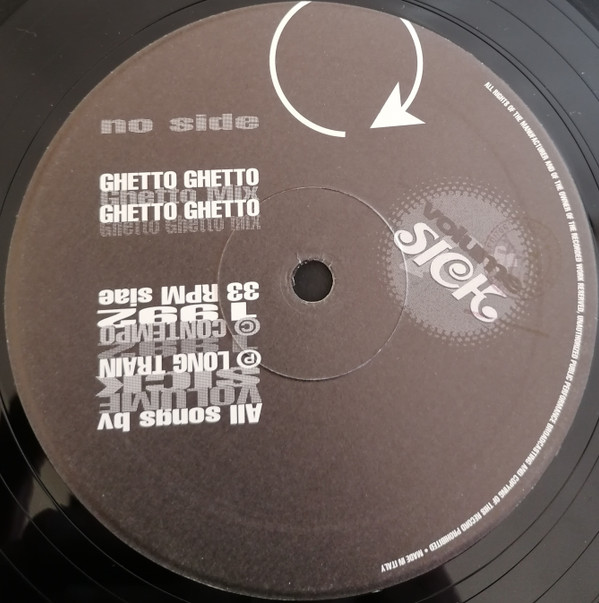 no side
GHETTO GHETTO
Ghetto Mix
GHETTO GHETTO
Ghetto Ghetto mix
All songs by
VOLUME
SICK
Ⓟ LONG TRAIN
1992
© CONTEMPO
1992
33 RPM siae
volume
SICK
ALL RIGHTS OF THE MANUFACTURER AND OF THE OWNER OF THE RECORDED WORK RESERVED, UNAUTHORIZED PUBLIC PERFORMANCE BROADCASTING AND COPYING OF THIS RECORD PROHIBITED • MADE IN ITALY